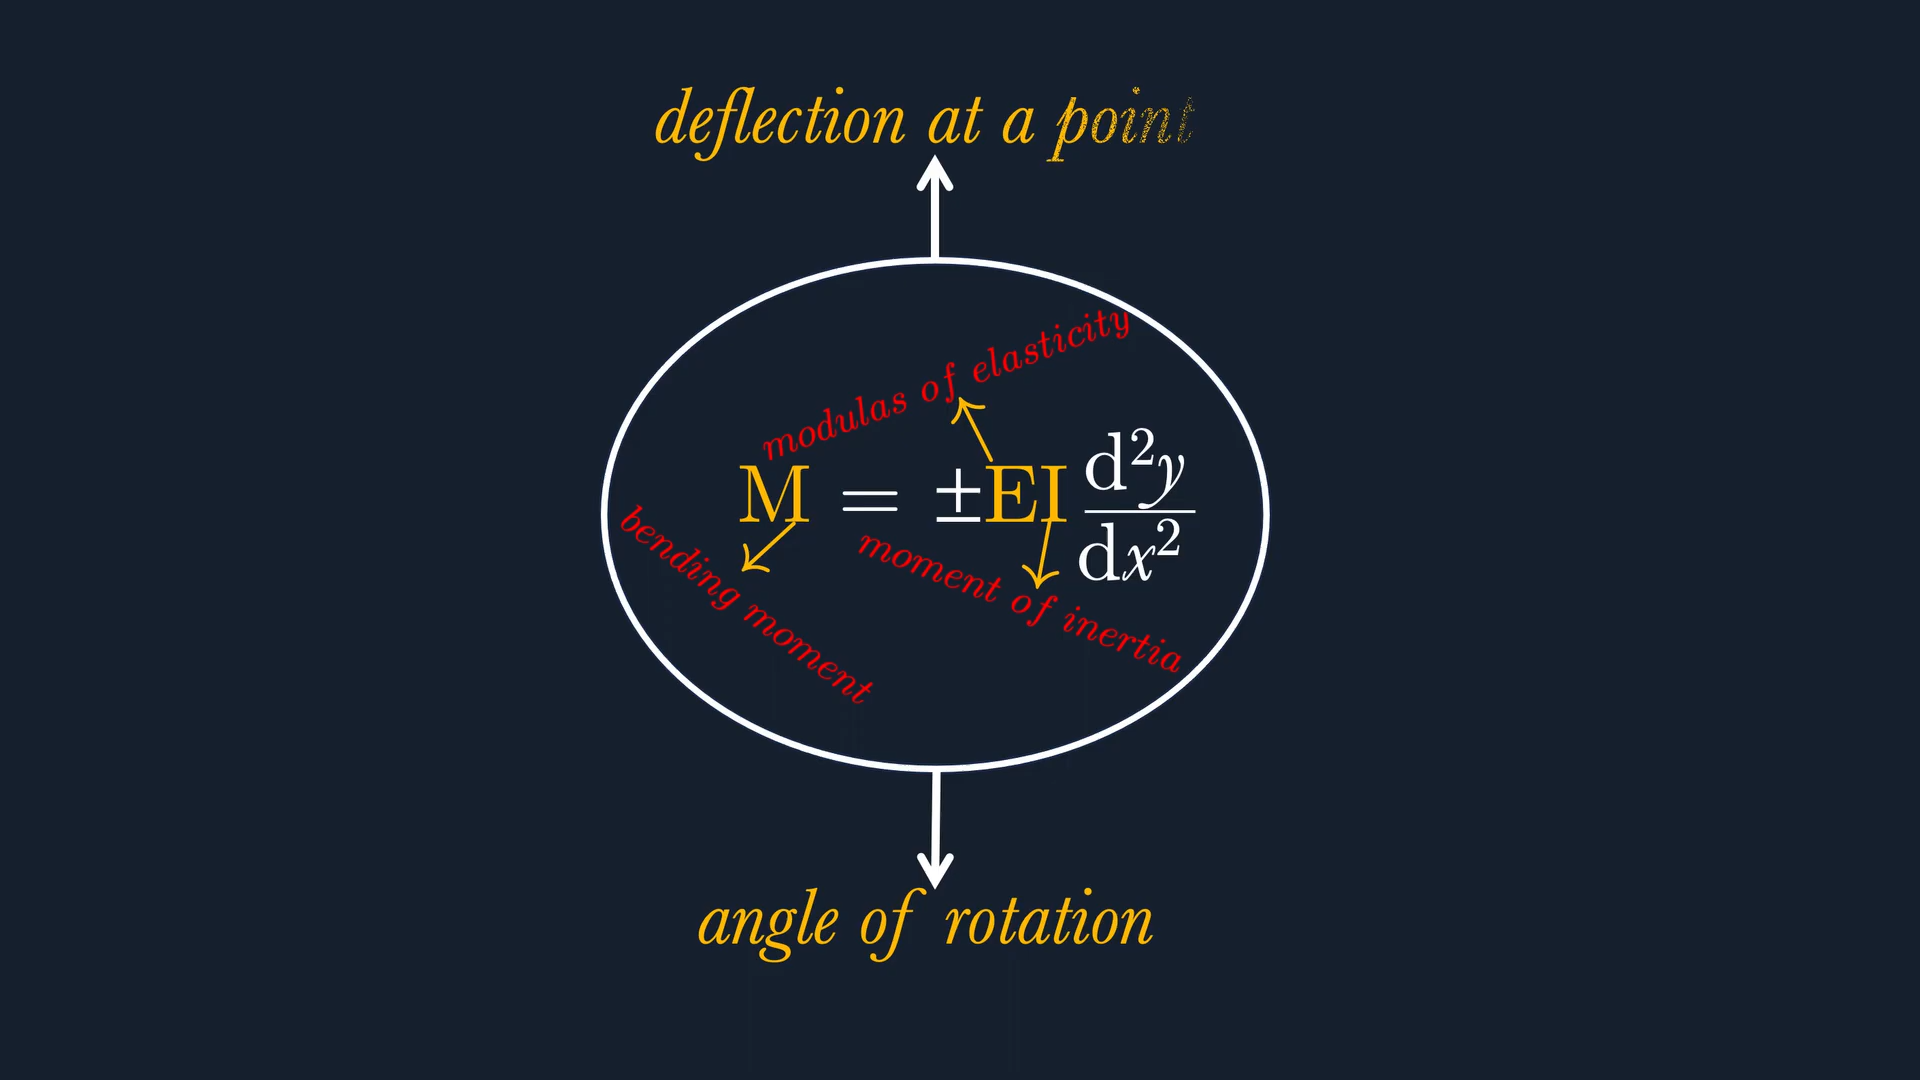 deflection at a point
modulas of elasticity
M = ±EI d²y/dx²
bending moment
moment of inertia
angle of rotation